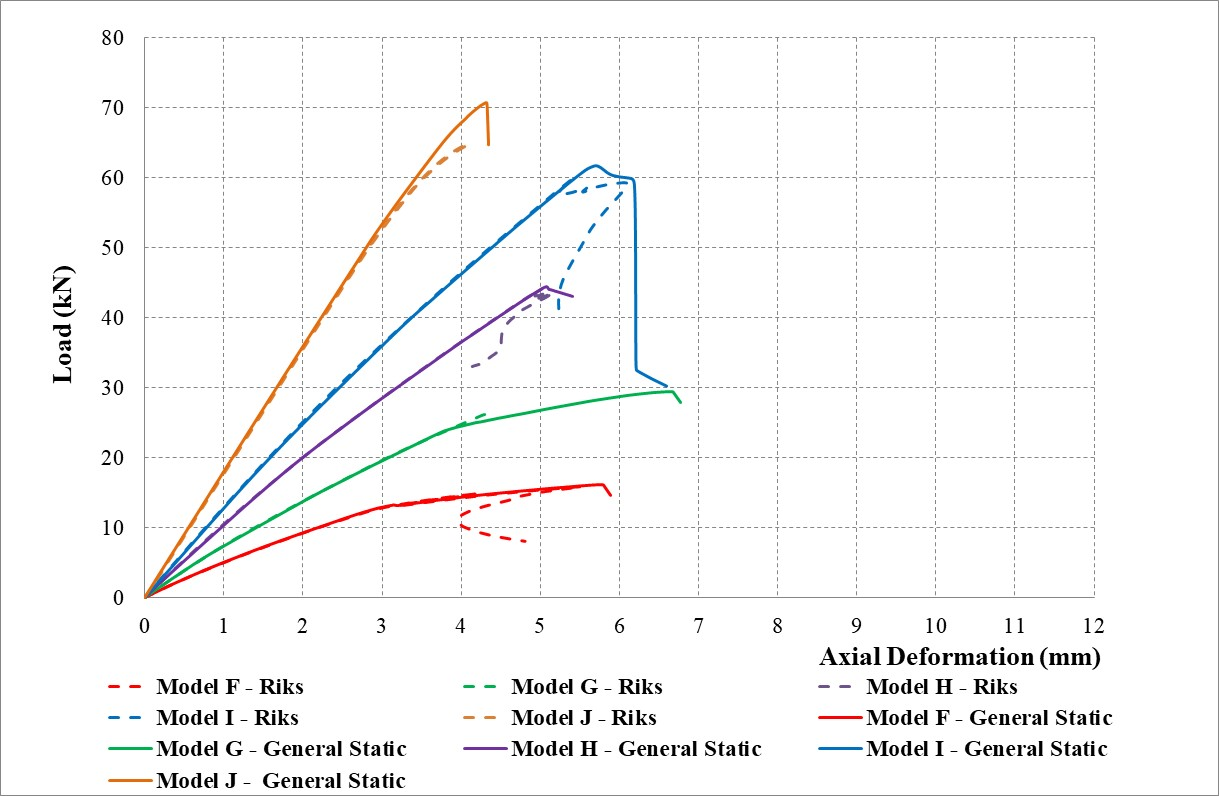 80
70
60
50
40
30
20
10
0
Load (kN)
0 1 2 3 4 5 6 7 8 9 10 11 12
Axial Deformation (mm)
Model F - Riks Model G - Riks Model H - Riks
Model I - Riks Model J - Riks Model F - General Static
Model G - General Static Model H - General Static Model I - General Static
Model J -  General Static